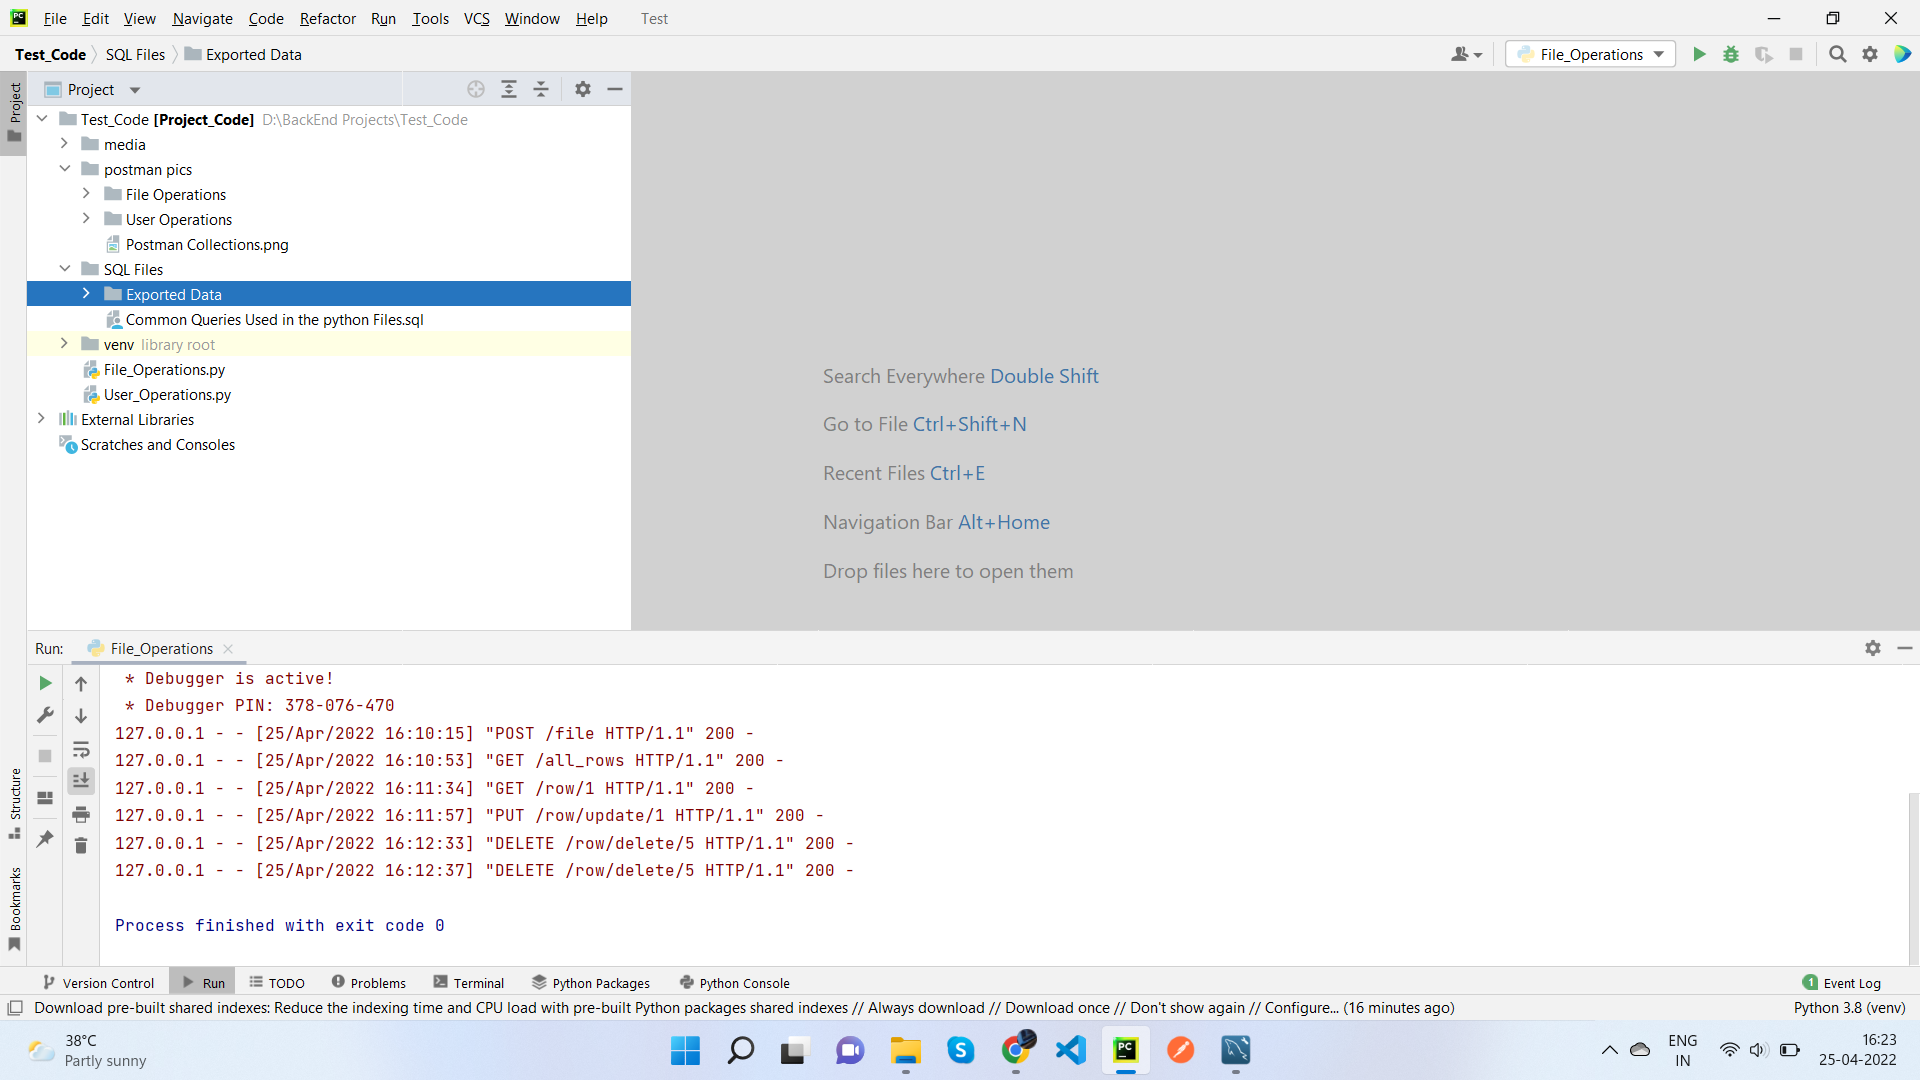 File Edit View Navigate Code Refactor Run Tools VCS Window Help Test
Test_Code SQL Files Exported Data
File_Operations
Project
Project
Test_Code [Project_Code] D:\BackEnd Projects\Test_Code
media
postman pics
File Operations
User Operations
Postman Collections.png
SQL Files
Exported Data
Common Queries Used in the python Files.sql
venv library root
File_Operations.py
User_Operations.py
External Libraries
Scratches and Consoles
Search Everywhere Double Shift
Go to File Ctrl+Shift+N
Recent Files Ctrl+E
Navigation Bar Alt+Home
Drop files here to open them
Run: File_Operations
* Debugger is active!
* Debugger PIN: 378-076-470
127.0.0.1 - - [25/Apr/2022 16:10:15] "POST /file HTTP/1.1" 200 -
127.0.0.1 - - [25/Apr/2022 16:10:53] "GET /all_rows HTTP/1.1" 200 -
127.0.0.1 - - [25/Apr/2022 16:11:34] "GET /row/1 HTTP/1.1" 200 -
127.0.0.1 - - [25/Apr/2022 16:11:57] "PUT /row/update/1 HTTP/1.1" 200 -
127.0.0.1 - - [25/Apr/2022 16:12:33] "DELETE /row/delete/5 HTTP/1.1" 200 -
127.0.0.1 - - [25/Apr/2022 16:12:37] "DELETE /row/delete/5 HTTP/1.1" 200 -
Process finished with exit code 0
Structure
Bookmarks
Version Control Run TODO Problems Terminal Python Packages Python Console 1 Event Log
Download pre-built shared indexes: Reduce the indexing time and CPU load with pre-built Python packages shared indexes // Always download // Download once // Don't show again // Configure... (16 minutes ago) Python 3.8 (venv)
38°C
Partly sunny
ENG
IN
16:23
25-04-2022